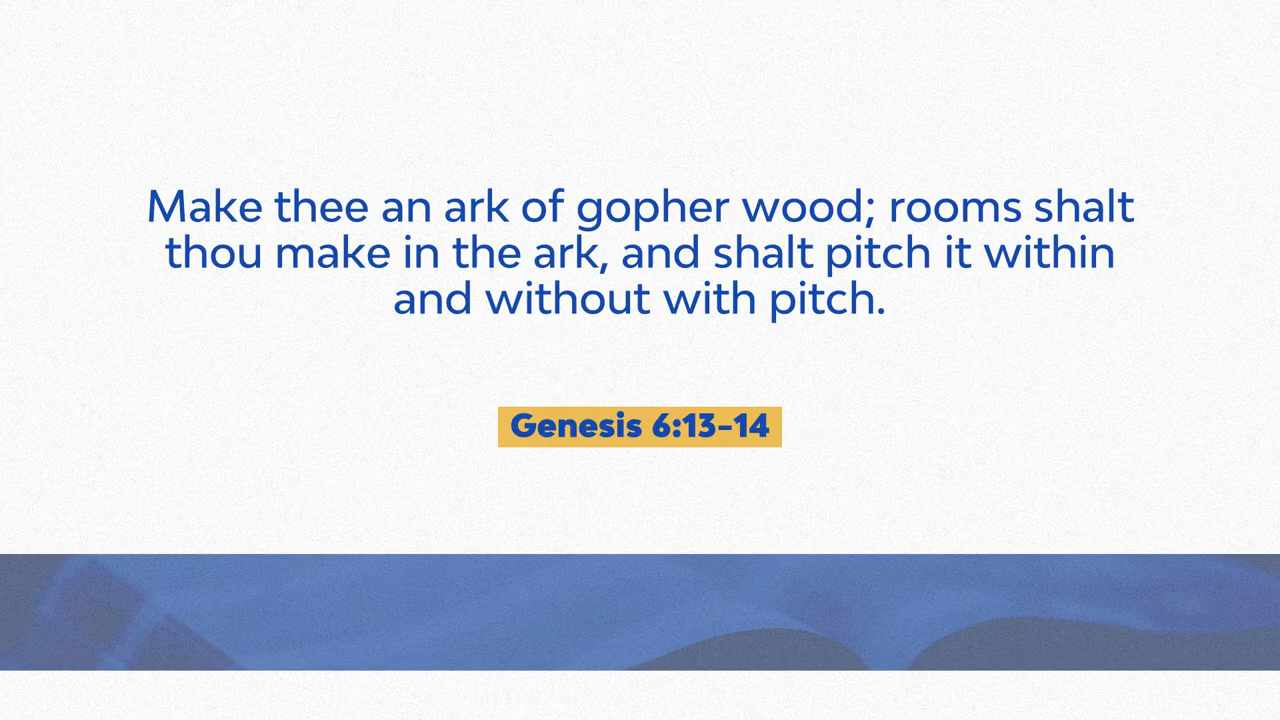 Make thee an ark of gopher wood; rooms shalt
thou make in the ark, and shalt pitch it within
and without with pitch.
Genesis 6:13-14